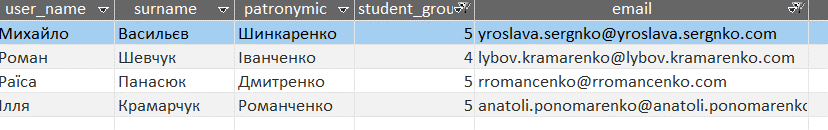 user_name surname patronymic student_grou email
Михайло Васильєв Шинкаренко 5 yroslava.sergnko@yroslava.sergnko.com
Роман Шевчук Іванченко 4 lybov.kramarenko@lybov.kramarenko.com
Раїса Панасюк Дмитренко 5 rromancenko@rromancenko.com
Ілля Крамарчук Романченко 5 anatoli.ponomarenko@anatoli.ponomarenko